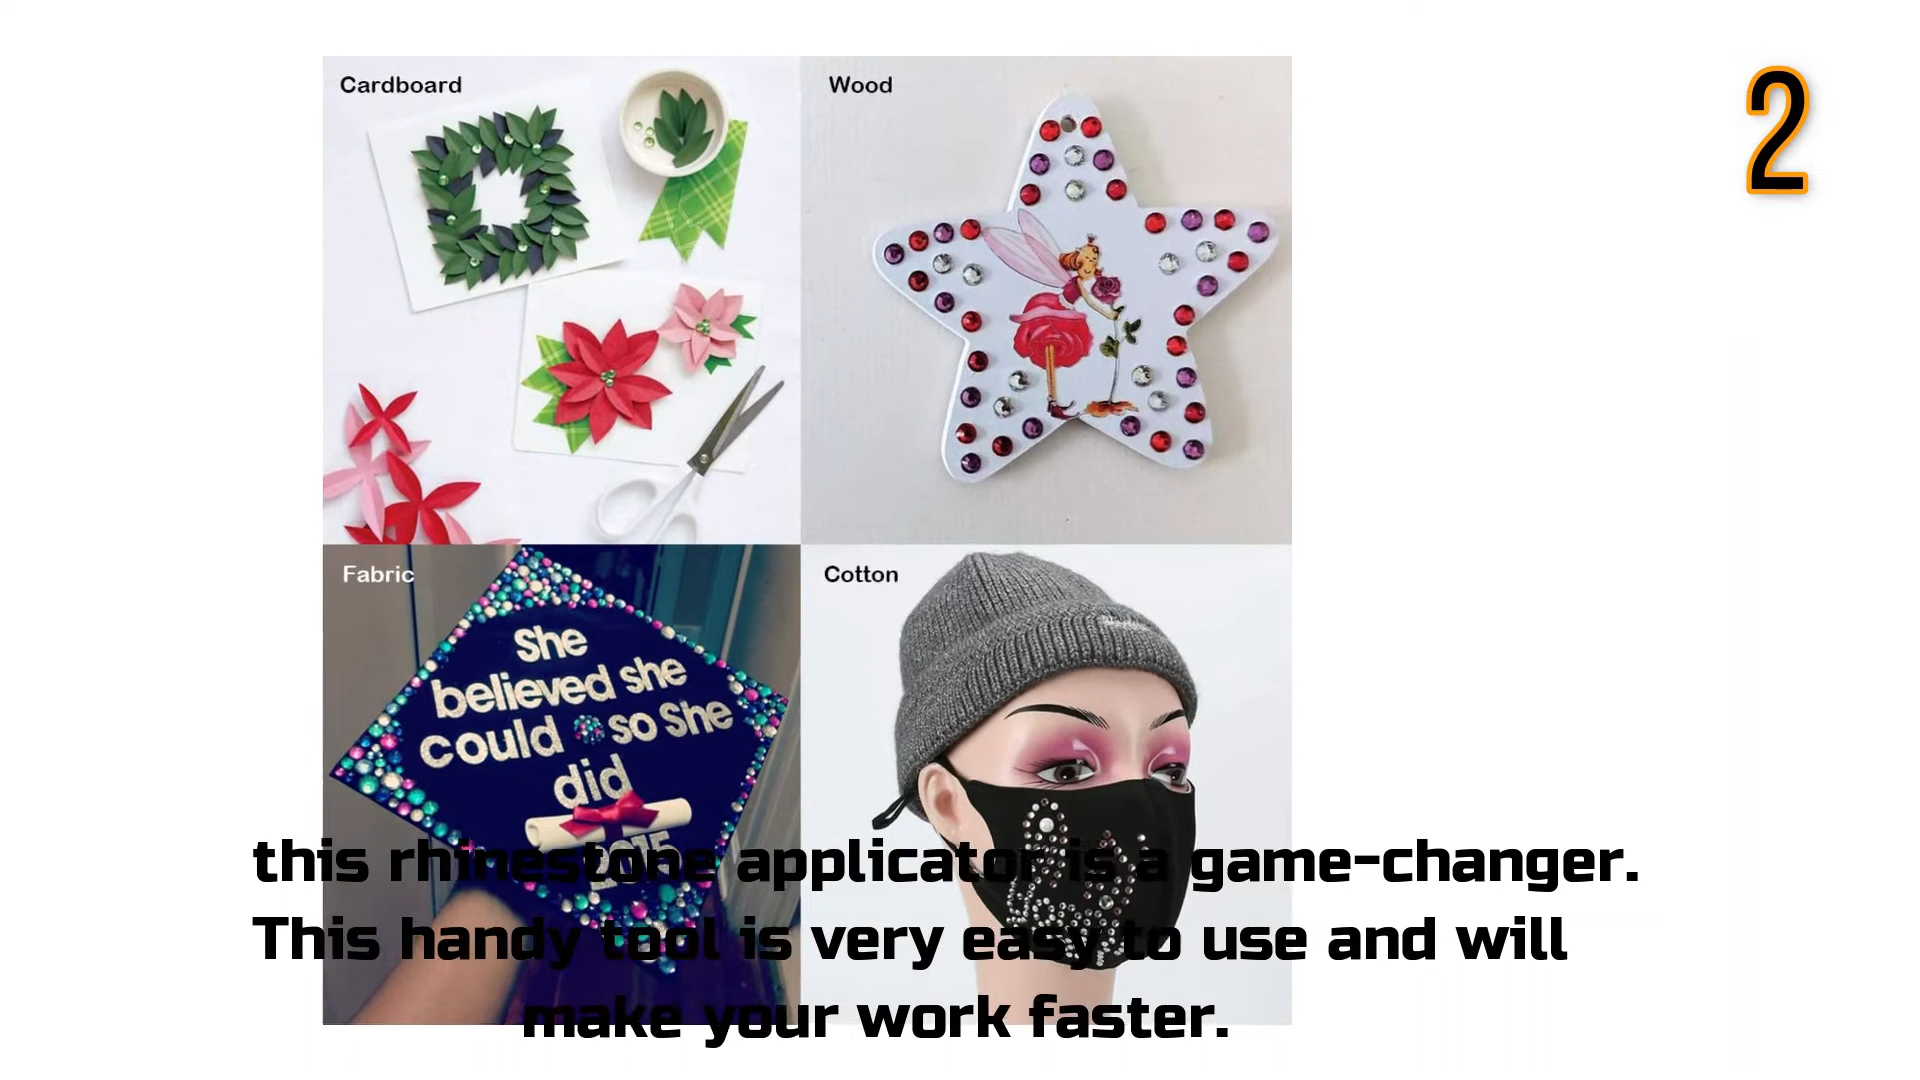 Cardboard
Wood
2
Fabric
Cotton
She
believed she
could so She
did
2015
this rhinestone applicator is a game-changer.
This handy tool is very easy to use and will
make your work faster.